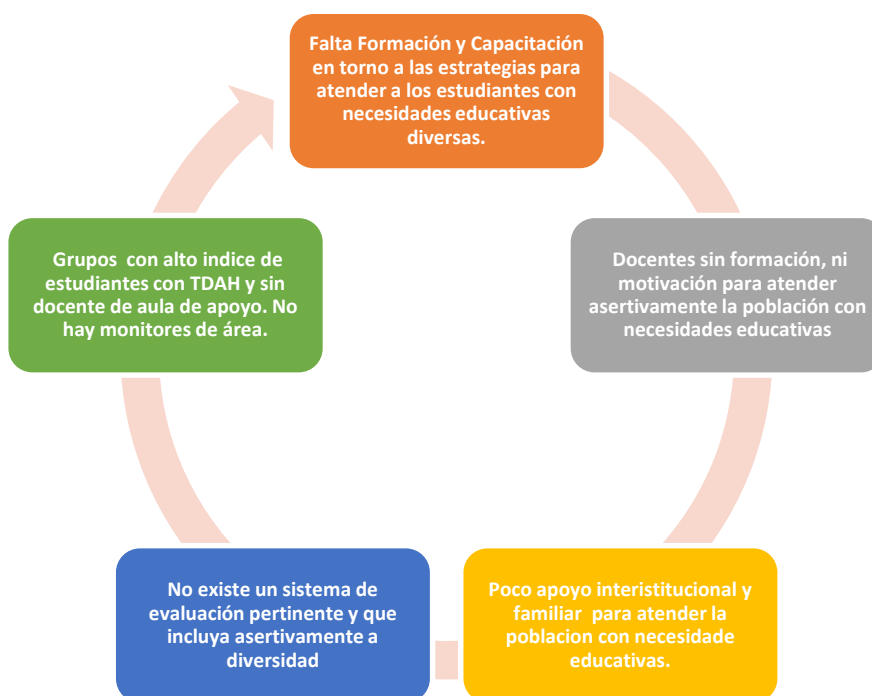 Falta Formación y Capacitación
en torno a las estrategias para
atender a los estudiantes con
necesidades educativas
diversas.
Docentes sin formación, ni
motivación para atender
asertivamente la población con
necesidades educativas
Poco apoyo interistitucional y
familiar para atender la
poblacion con necesidade
educativas.
No existe un sistema de
evaluación pertinente y que
incluya asertivamente a
diversidad
Grupos con alto indice de
estudiantes con TDAH y sin
docente de aula de apoyo. No
hay monitores de área.